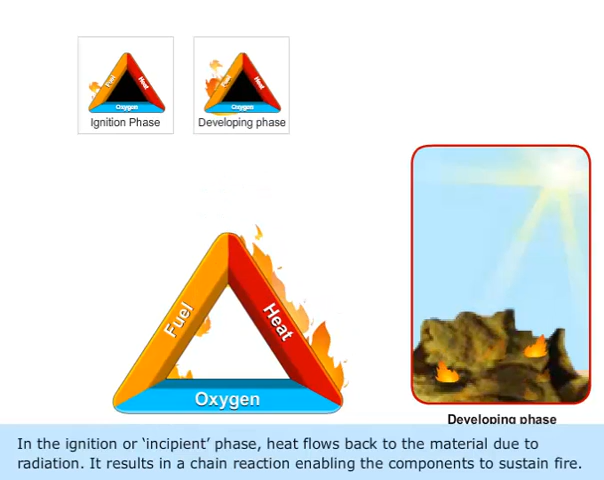 Fuel
Heat
Oxygen
Fuel
Heat
Oxygen
Ignition Phase
Developing phase
Fuel
Heat
Oxygen
Developing phase
In the ignition or ‘incipient’ phase, heat flows back to the material due to
radiation. It results in a chain reaction enabling the components to sustain fire.